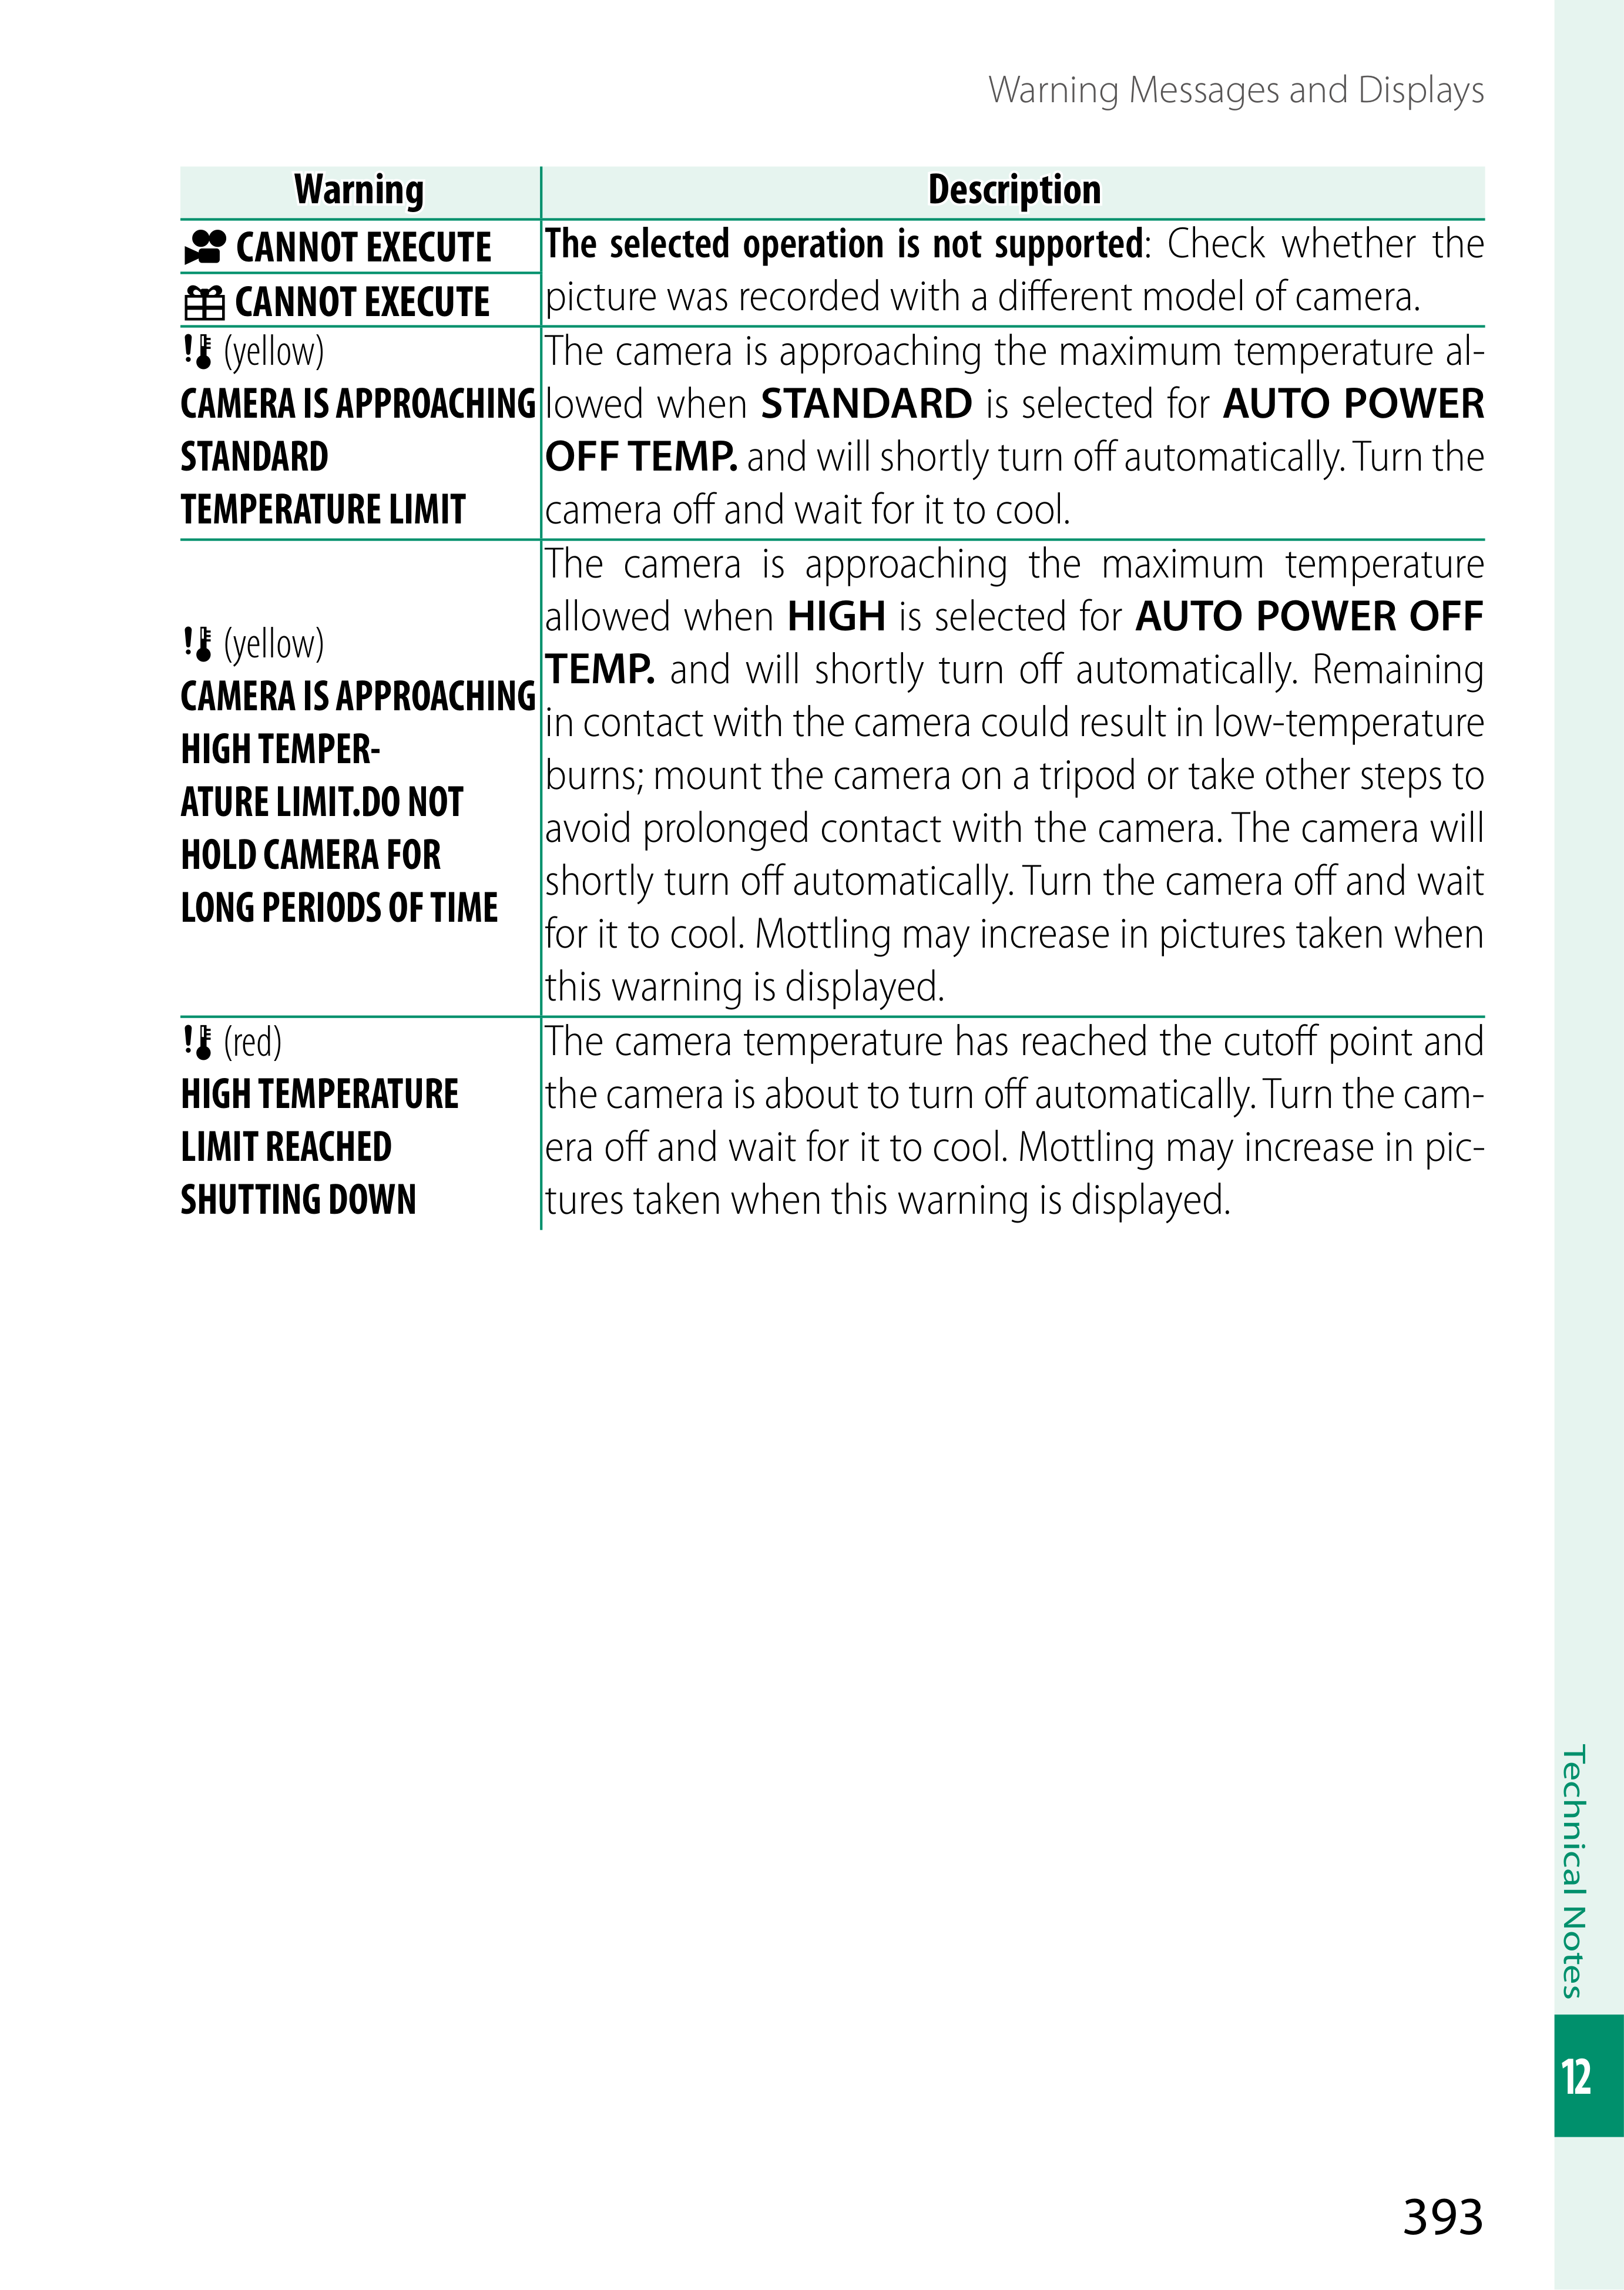 Warning Messages and Displays
Warning Description
CANNOT EXECUTE
CANNOT EXECUTE
The selected operation is not supported: Check whether the
picture was recorded with a different model of camera.
(yellow)
CAMERA IS APPROACHING
STANDARD
TEMPERATURE LIMIT
The camera is approaching the maximum temperature al-
lowed when STANDARD is selected for AUTO POWER
OFF TEMP. and will shortly turn off automatically. Turn the
camera off and wait for it to cool.
(yellow)
CAMERA IS APPROACHING
HIGH TEMPER-
ATURE LIMIT.DO NOT
HOLD CAMERA FOR
LONG PERIODS OF TIME
The camera is approaching the maximum temperature
allowed when HIGH is selected for AUTO POWER OFF
TEMP. and will shortly turn off automatically. Remaining
in contact with the camera could result in low-temperature
burns; mount the camera on a tripod or take other steps to
avoid prolonged contact with the camera. The camera will
shortly turn off automatically. Turn the camera off and wait
for it to cool. Mottling may increase in pictures taken when
this warning is displayed.
(red)
HIGH TEMPERATURE
LIMIT REACHED
SHUTTING DOWN
The camera temperature has reached the cutoff point and
the camera is about to turn off automatically. Turn the cam-
era off and wait for it to cool. Mottling may increase in pic-
tures taken when this warning is displayed.
Technical Notes
12
393